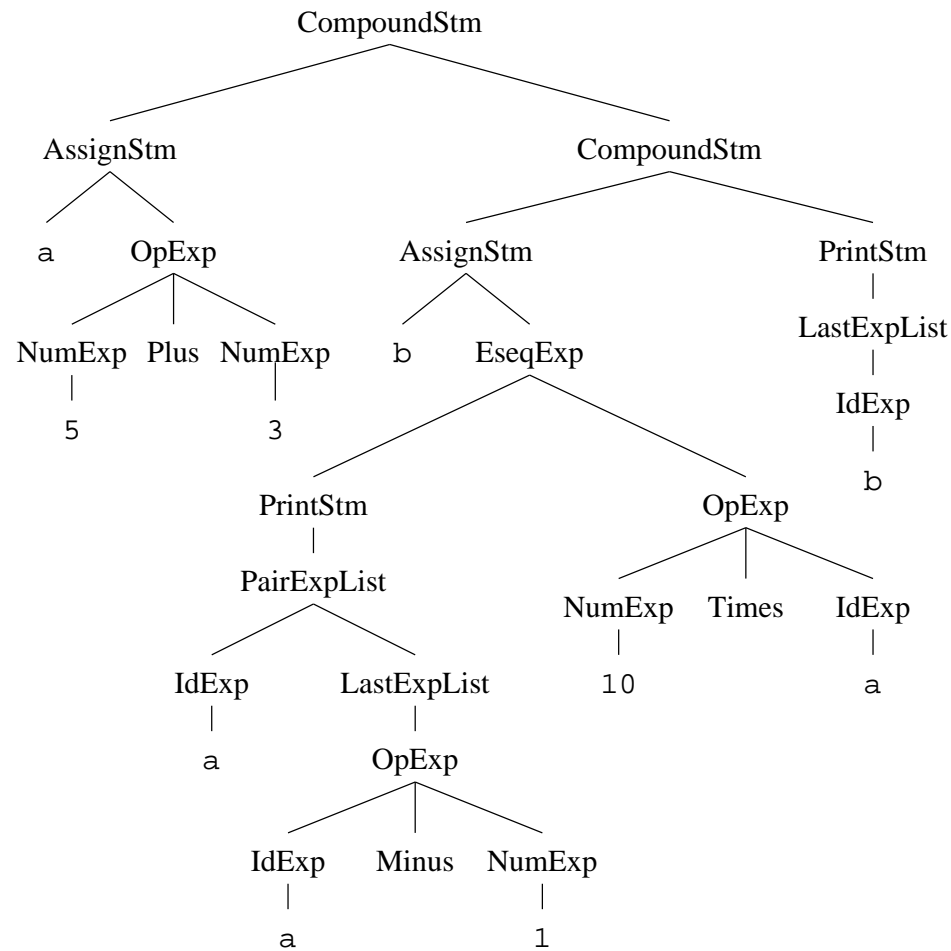 CompoundStm
AssignStm CompoundStm
a OpExp AssignStm PrintStm
NumExp Plus NumExp b EseqExp LastExpList
5 3 IdExp
PrintStm OpExp b
PairExpList
NumExp Times IdExp
IdExp LastExpList 10 a
a OpExp
IdExp Minus NumExp
a 1